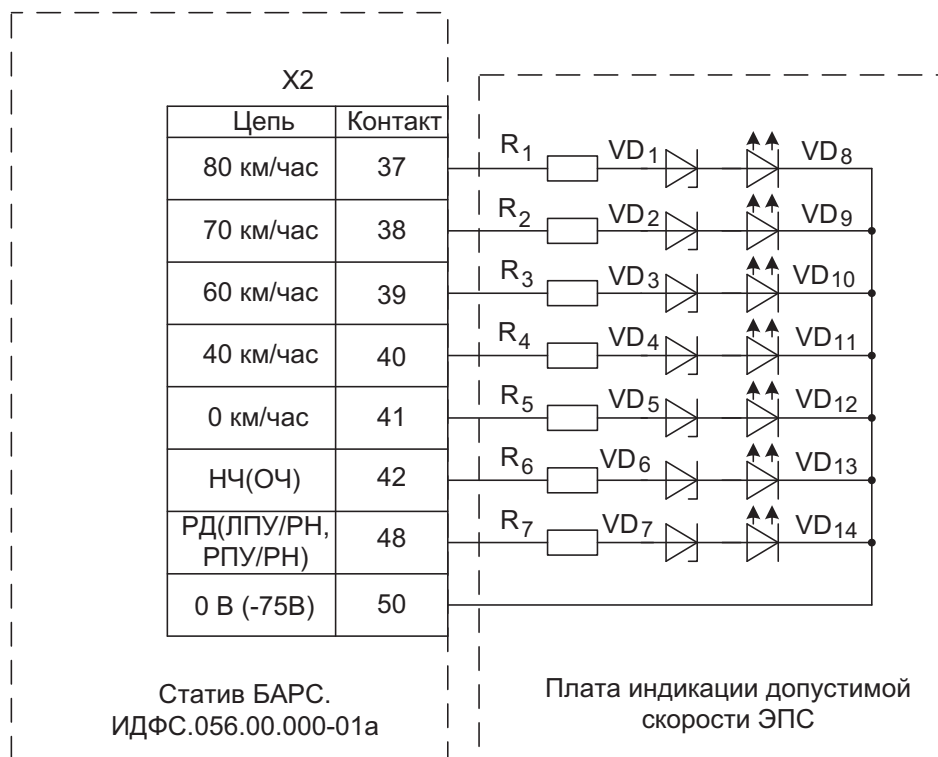 X2
Цепь Контакт
80 км/час 37
R1 VD1 VD8
70 км/час 38
R2 VD2 VD9
60 км/час 39
R3 VD3 VD10
40 км/час 40
R4 VD4 VD11
0 км/час 41
R5 VD5 VD12
НЧ(ОЧ) 42
R6 VD6 VD13
РД(ЛПУ/РН,
РПУ/РН) 48
R7 VD7 VD14
0 В (-75В) 50
Статив БАРС.
ИДФС.056.00.000-01а
Плата индикации допустимой
скорости ЭПС